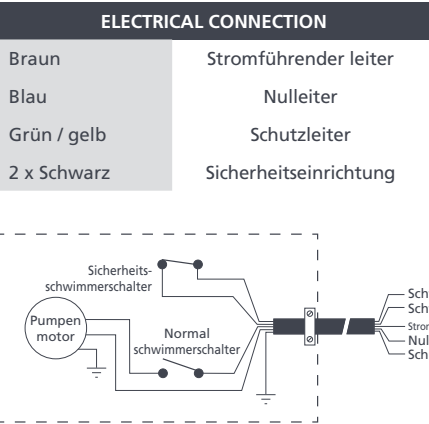 ELECTRICAL CONNECTION
Braun Stromführender leiter
Blau Nulleiter
Grün / gelb Schutzleiter
2 x Schwarz Sicherheitseinrichtung
Sicherheits-
schwimmerschalter
Pumpen
motor
Normal
schwimmerschalter
Sch
Sch
Stron
Nul
Sch